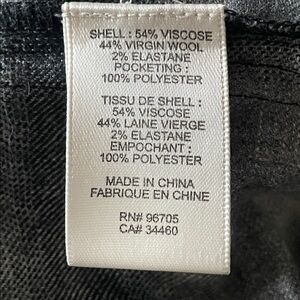 SHELL : 54% VISCOSE
44% VIRGIN WOOL
2% ELASTANE
POCKETING :
100% POLYESTER
TISSU DE SHELL :
54% VISCOSE
44% LAINE VIERGE
2% ELASTANE
EMPOCHANT :
100% POLYESTER
MADE IN CHINA
FABRIQUE EN CHINE
RN# 96705
CA# 34460